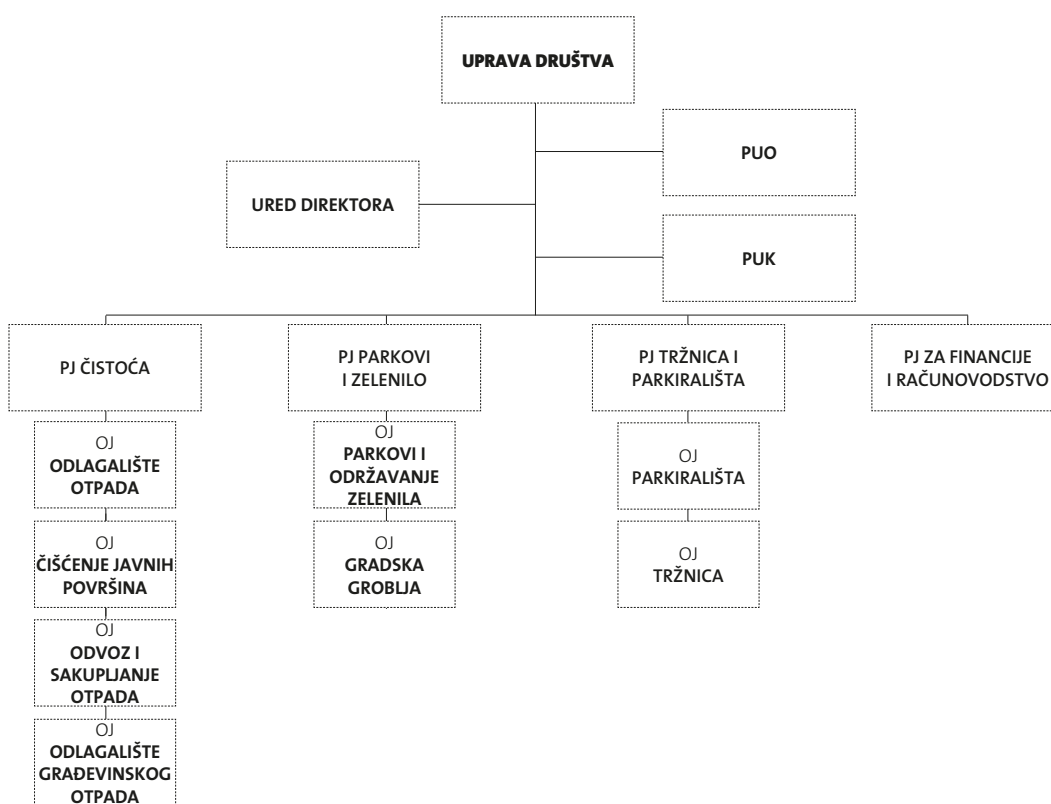 UPRAVA DRUŠTVA
PUO
URED DIREKTORA
PUK
PJ ČISTOĆA
PJ PARKOVI
I ZELENILO
PJ TRŽNICA I
PARKIRALIŠTA
PJ ZA FINANCIJE
I RAČUNOVODSTVO
OJ
ODLAGALIŠTE
OTPADA
OJ
PARKOVI I
ODRŽAVANJE
ZELENILA
OJ
PARKIRALIŠTA
OJ
ČIŠĆENJE JAVNIH
POVRŠINA
OJ
GRADSKA
GROBLJA
OJ
TRŽNICA
OJ
ODVOZ I
SAKUPLJANJE
OTPADA
OJ
ODLAGALIŠTE
GRAĐEVINSKOG
OTPADA